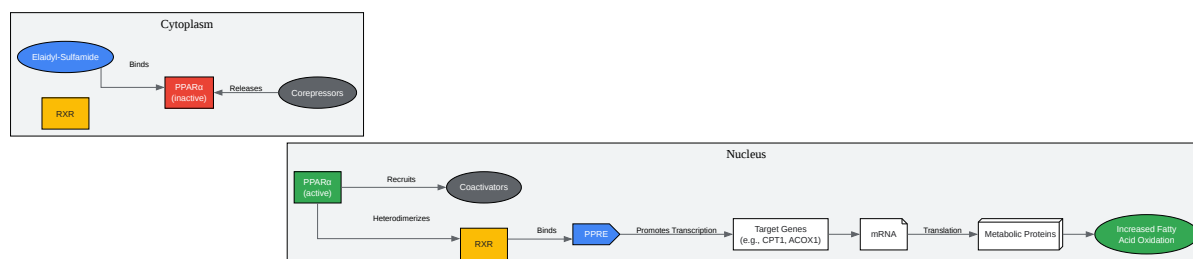 Cytoplasm
Elaidyl-Sulfamide
Binds
PPARα
(inactive)
Releases
Corepressors
RXR
Nucleus
PPARα
(active)
Recruits
Coactivators
Heterodimerizes
RXR
Binds
PPRE
Promotes Transcription
Target Genes
(e.g., CPT1, ACOX1)
mRNA
Translation
Metabolic Proteins
Increased Fatty
Acid Oxidation